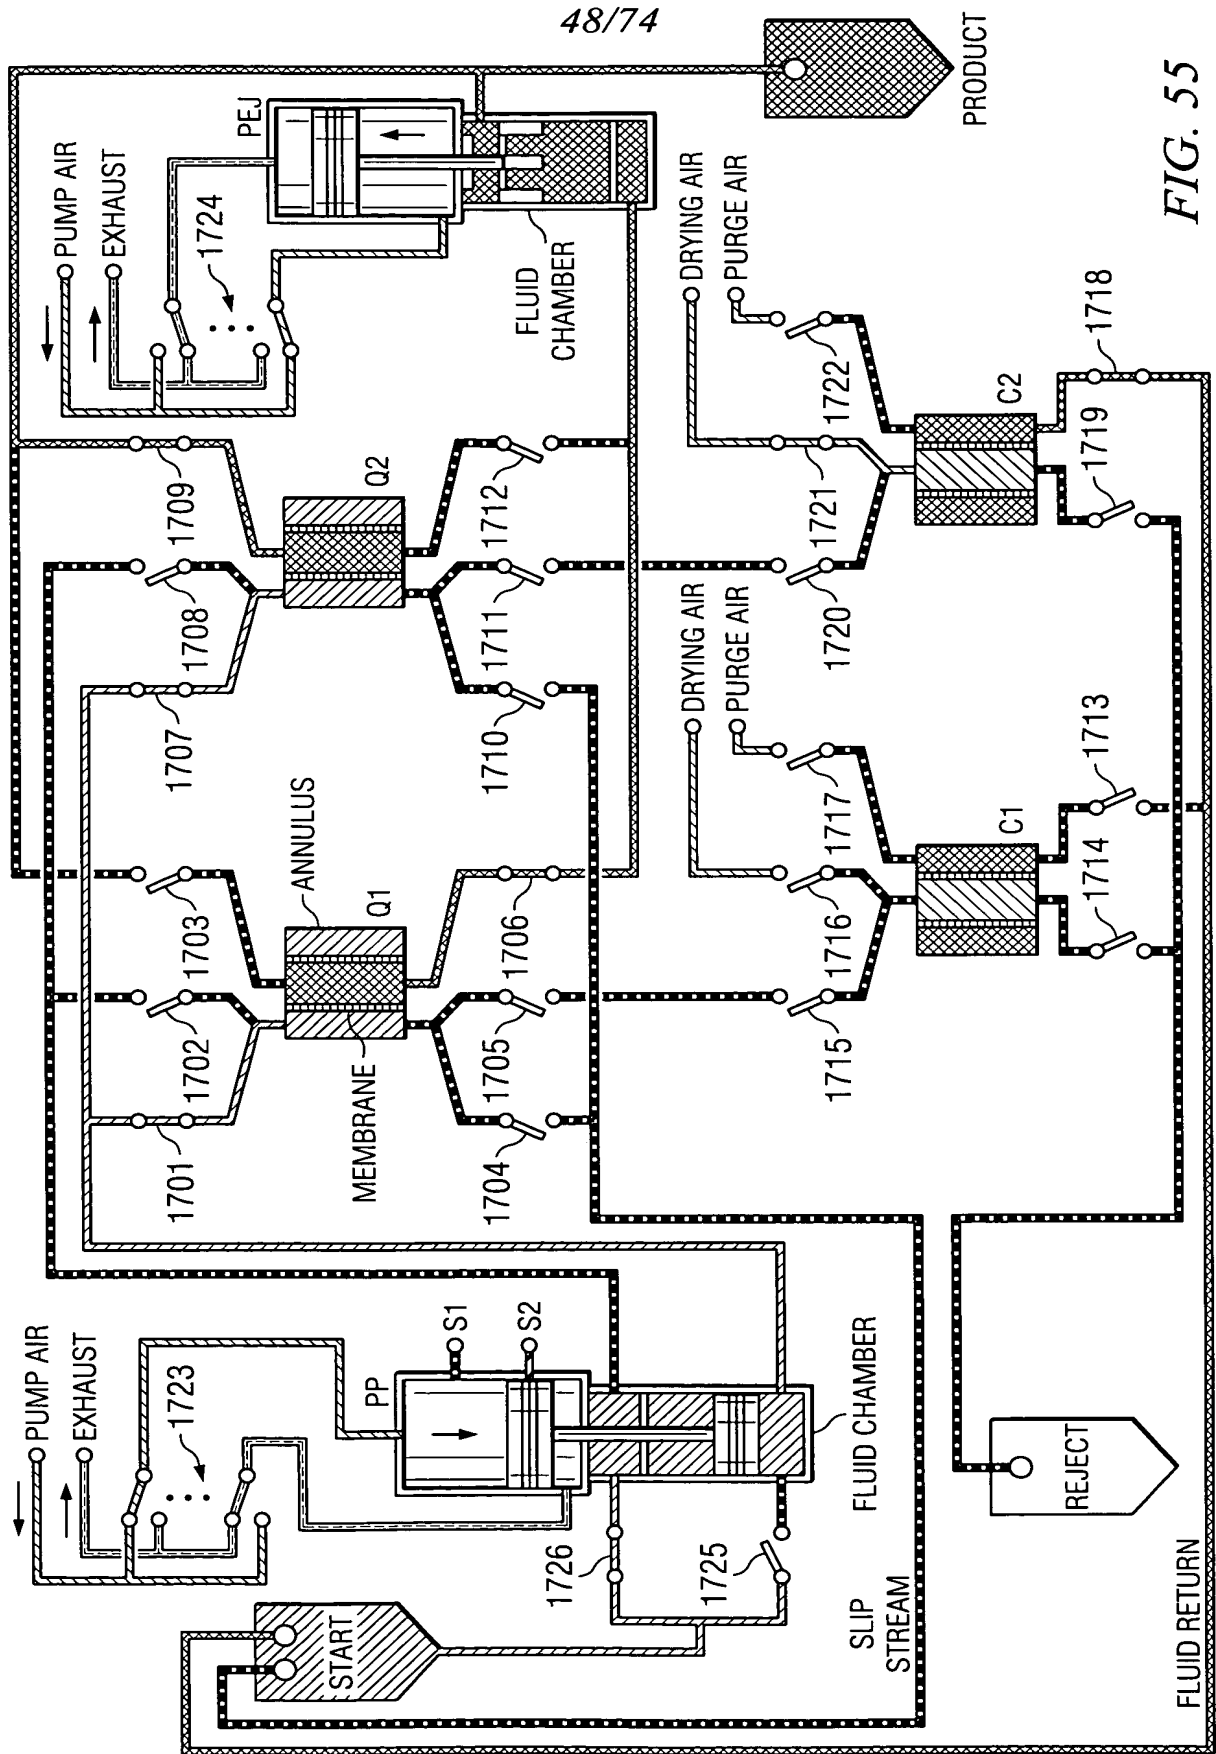 48/74
PUMP AIR
EXHAUST
1723
START
PP
S1
S2
1726
1725
FLUID CHAMBER
SLIP
STREAM
REJECT
FLUID RETURN
1701
1702
1703
MEMBRANE
ANNULUS
Q1
1704
1705
1706
1707
1708
1709
Q2
1710
1711
1712
PUMP AIR
EXHAUST
1724
PEJ
FLUID
CHAMBER
PRODUCT
DRYING AIR
PURGE AIR
1715
1716
1717
C1
1714
1713
DRYING AIR
PURGE AIR
1720
1721
1722
C2
1719
1718
FIG. 55